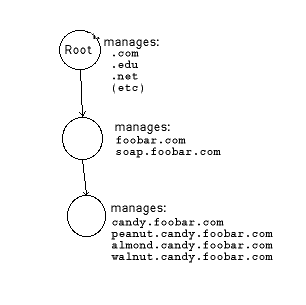 Root
manages:
.com
.edu
.net
(etc)
manages:
foobar.com
soap.foobar.com
manages:
candy.foobar.com
peanut.candy.foobar.com
almond.candy.foobar.com
walnut.candy.foobar.com